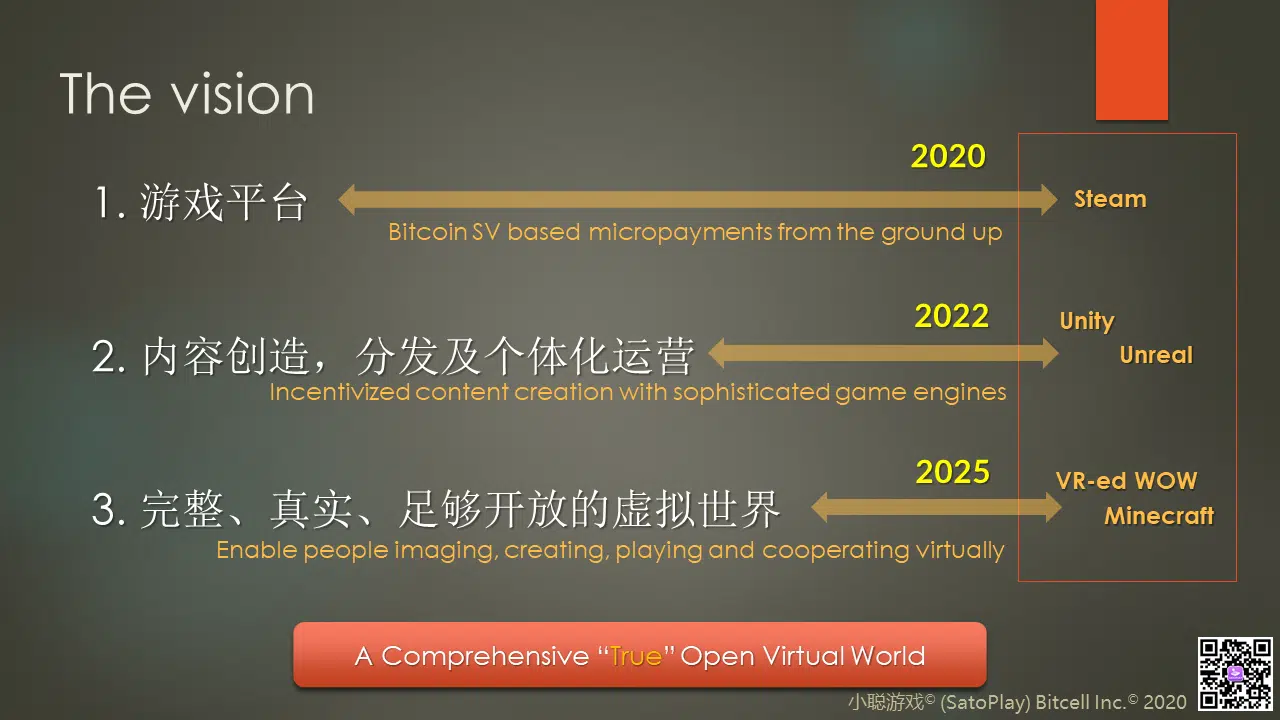 The vision
2020
1. 游戏平台
Steam
Bitcoin SV based micropayments from the ground up
2022
Unity
2. 内容创造，分发及个体化运营
Unreal
Incentivized content creation with sophisticated game engines
2025
VR-ed WOW
3. 完整、真实、足够开放的虚拟世界
Minecraft
Enable people imaging, creating, playing and cooperating virtually
A Comprehensive “True” Open Virtual World
小聪游戏© (SatoPlay) Bitcell Inc.© 2020